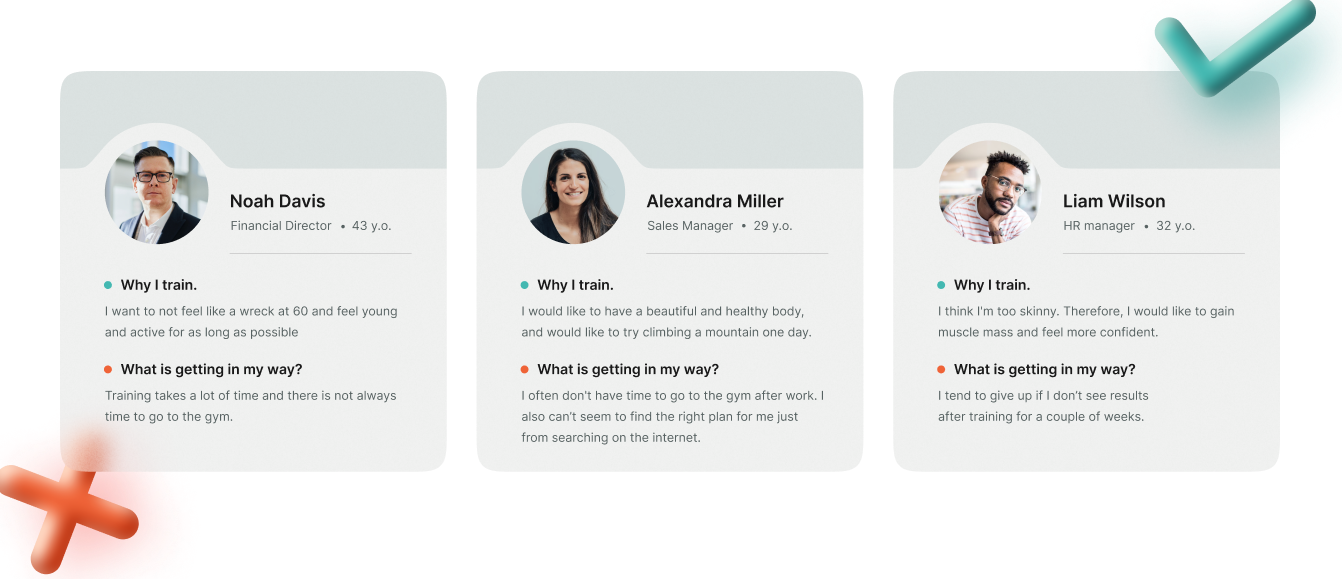 Noah Davis
Financial Director • 43 y.o.
Why I train.
I want to not feel like a wreck at 60 and feel young
and active for as long as possible
What is getting in my way?
Training takes a lot of time and there is not always
time to go to the gym.
Alexandra Miller
Sales Manager • 29 y.o.
Why I train.
I would like to have a beautiful and healthy body,
and would like to try climbing a mountain one day.
What is getting in my way?
I often don't have time to go to the gym after work. I
also can't seem to find the right plan for me just
from searching on the internet.
Liam Wilson
HR manager • 32 y.o.
Why I train.
I think I'm too skinny. Therefore, I would like to gain
muscle mass and feel more confident.
What is getting in my way?
I tend to give up if I don't see results
after training for a couple of weeks.